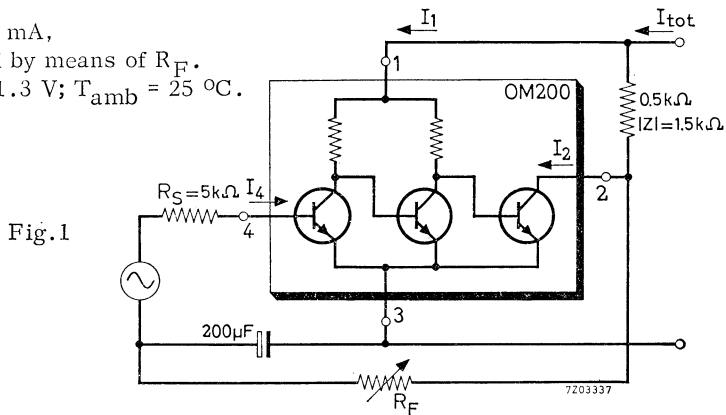 mA,
by means of R_F.
1.3 V; T_amb = 25 °C.
I_1
I_tot
1
OM200
0.5kΩ
|Z|=1.5kΩ
I_2
2
R_S=5kΩ
I_4
4
Fig.1
3
200μF
R_F
7Z03337